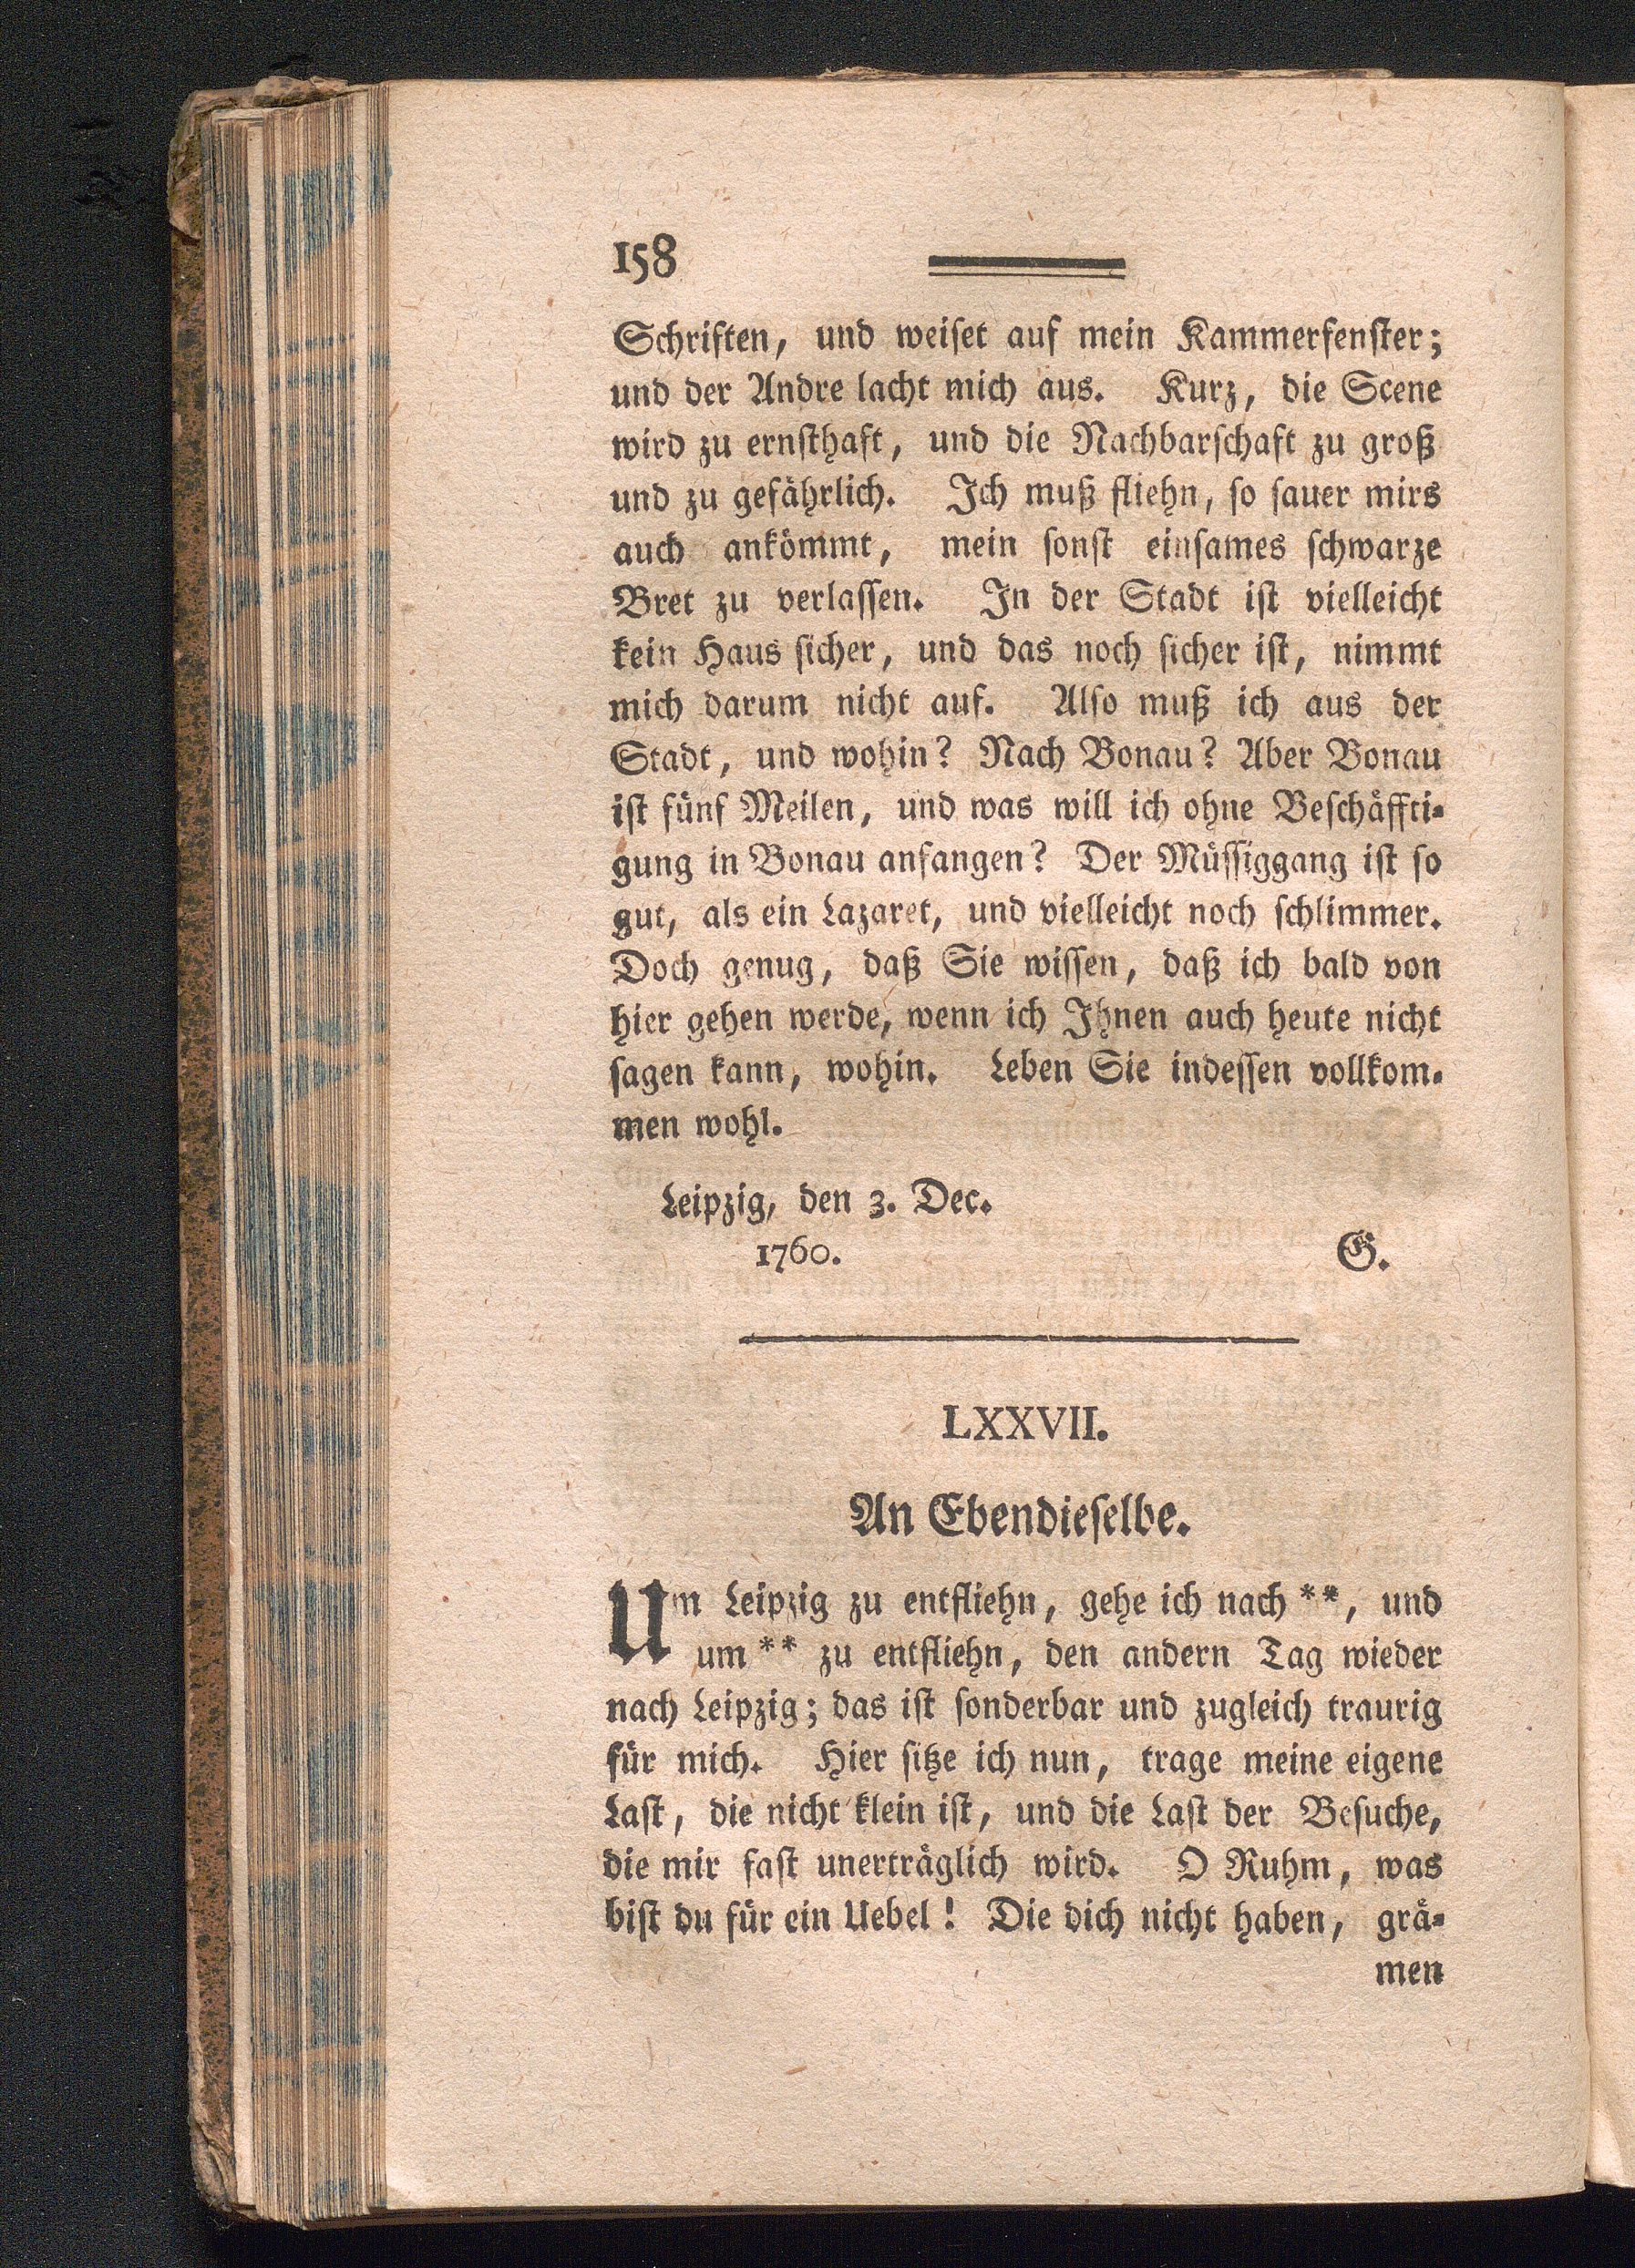 158
Schriften, und weiſet auf mein Kammerfenſter;
und der Andre lacht mich aus. Kurz, die Scene
wird zu ernſthaft, und die Nachbarſchaft zu groß
und zu gefährlich. Ich muß fliehn, ſo ſauer mirs
auch ankömmt, mein ſonſt einſames ſchwarze
Bret zu verlaſſen. In der Stadt iſt vielleicht
kein Haus ſicher, und das noch ſicher iſt, nimmt
mich darum nicht auf. Alſo muß ich aus der
Stadt, und wohin? Nach Bonau? Aber Bonau
iſt fünf Meilen, und was will ich ohne Beſchäffti-
gung in Bonau anfangen? Der Müſſiggang iſt ſo
gut, als ein Lazaret, und vielleicht noch ſchlimmer.
Doch genug, daß Sie wiſſen, daß ich bald von
hier gehen werde, wenn ich Ihnen auch heute nicht
ſagen kann, wohin. Leben Sie indeſſen vollkom-
men wohl.
Leipzig, den 3. Dec.
1760. G.
LXXVII.
An Ebendieſelbe.
Um Leipzig zu entfliehn, gehe ich nach **, und
um ** zu entfliehn, den andern Tag wieder
nach Leipzig; das iſt ſonderbar und zugleich traurig
für mich. Hier ſitze ich nun, trage meine eigene
Laſt, die nicht klein iſt, und die Laſt der Beſuche,
die mir faſt unerträglich wird. O Ruhm, was
biſt du für ein Uebel! Die dich nicht haben, grä-
men